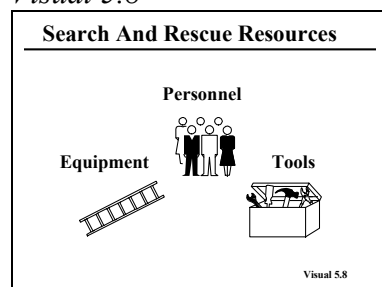 Visual 5.8
Search And Rescue Resources
Personnel
Equipment
Tools
Visual 5.8